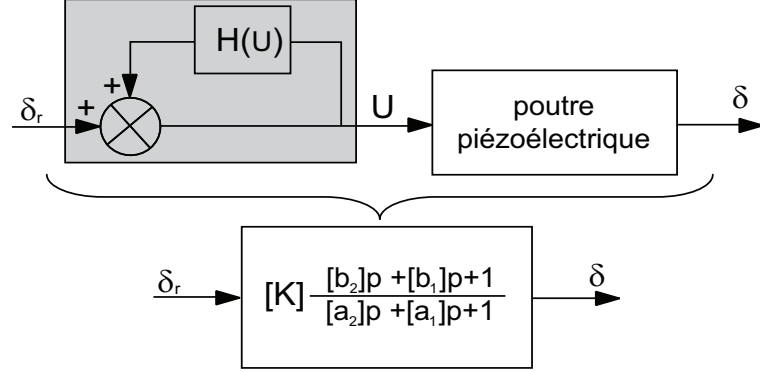 H(U)
+
+
δr
U
poutre
piézoélectrique
δ
δr
[K] [b₂]p +[b₁]p+1
[a₂]p +[a₁]p+1
δ